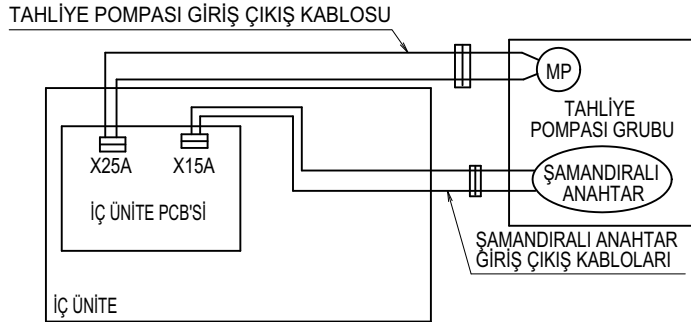 TAHLİYE POMPASI GİRİŞ ÇIKIŞ KABLOSU
MP
TAHLİYE
POMPASI GRUBU
X25A
X15A
ŞAMANDIRALI
ANAHTAR
İÇ ÜNİTE PCB'Sİ
ŞAMANDIRALI ANAHTAR
GİRİŞ ÇIKIŞ KABLOLARI
İÇ ÜNİTE